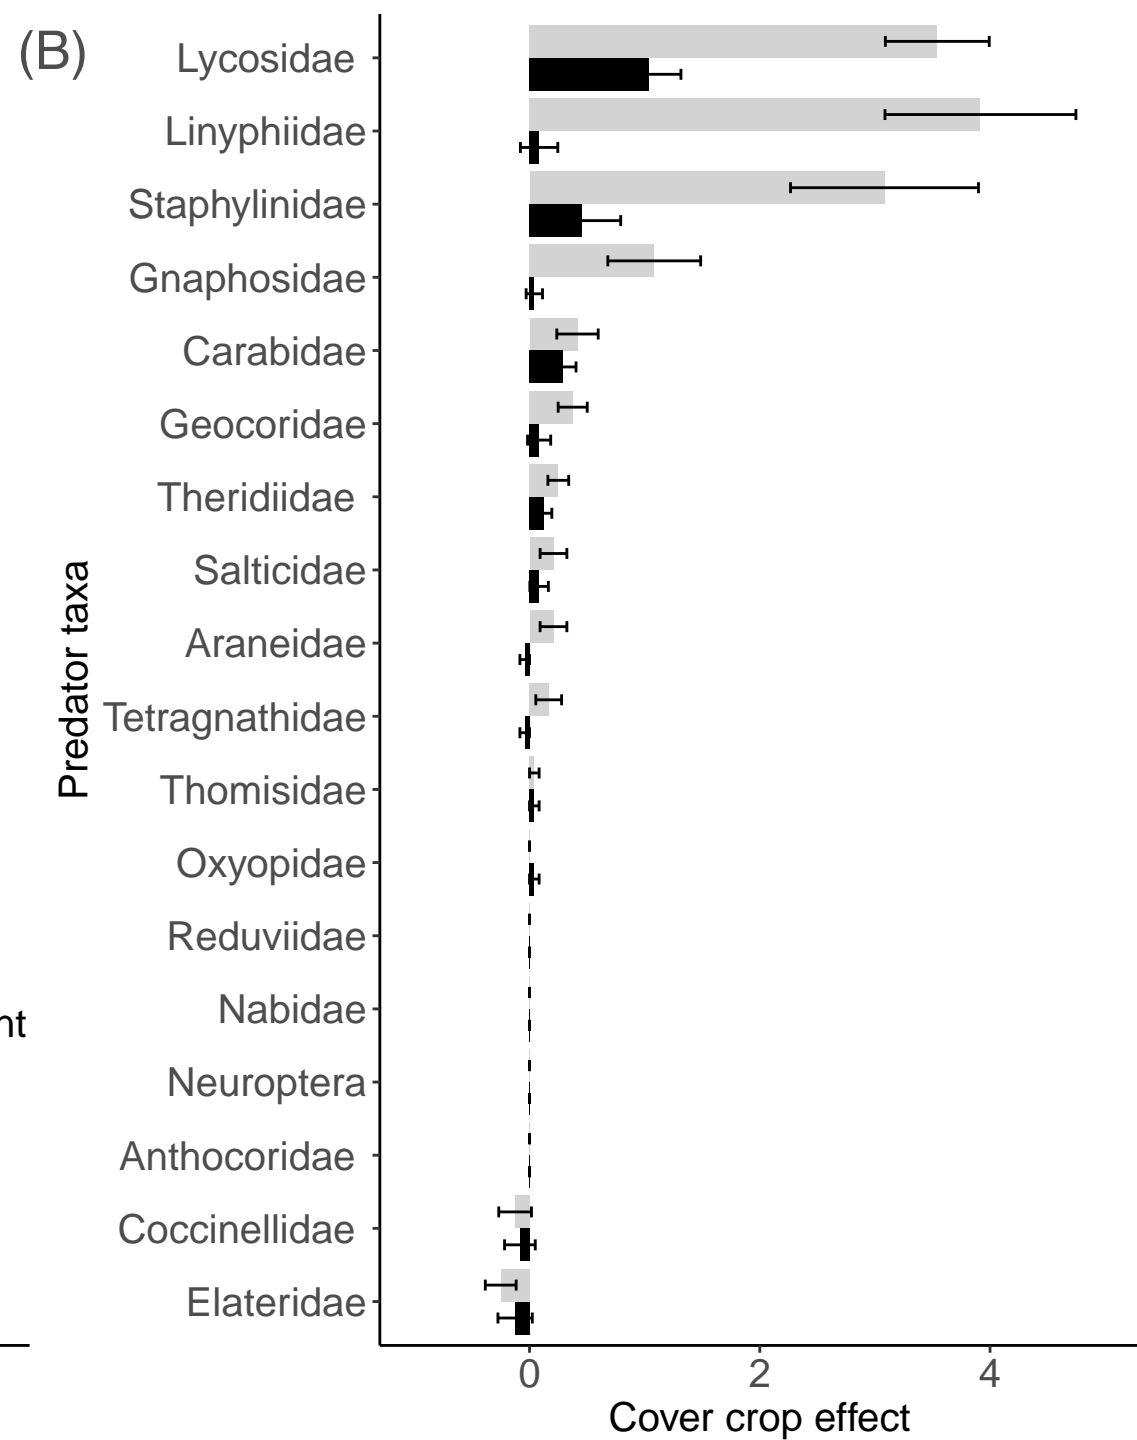 (B)
Lycosidae
Linyphiidae
Staphylinidae
Gnaphosidae
Carabidae
Geocoridae
Theridiidae
Salticidae
Araneidae
Tetragnathidae
Thomisidae
Oxyopidae
Reduviidae
Nabidae
Neuroptera
Anthocoridae
Coccinellidae
Elateridae
Predator taxa
nt
0 2 4
Cover crop effect